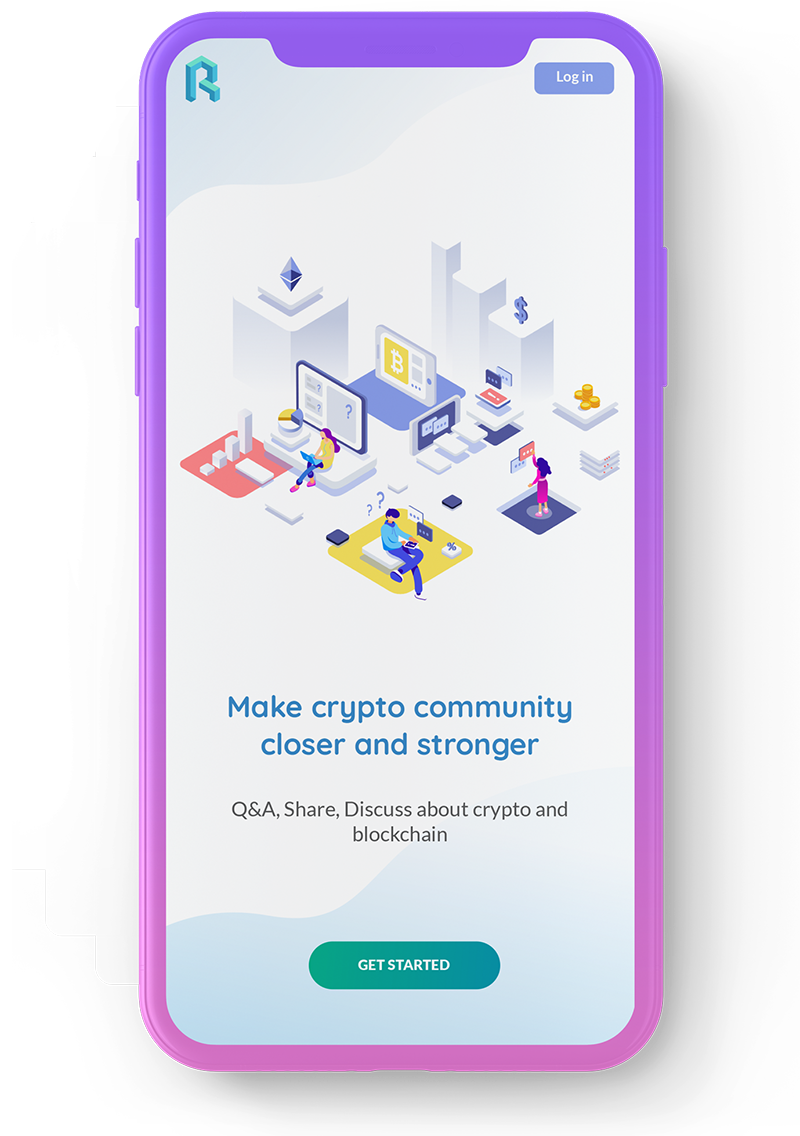 R
Log in
Make crypto community
closer and stronger
Q&A, Share, Discuss about crypto and
blockchain
GET STARTED